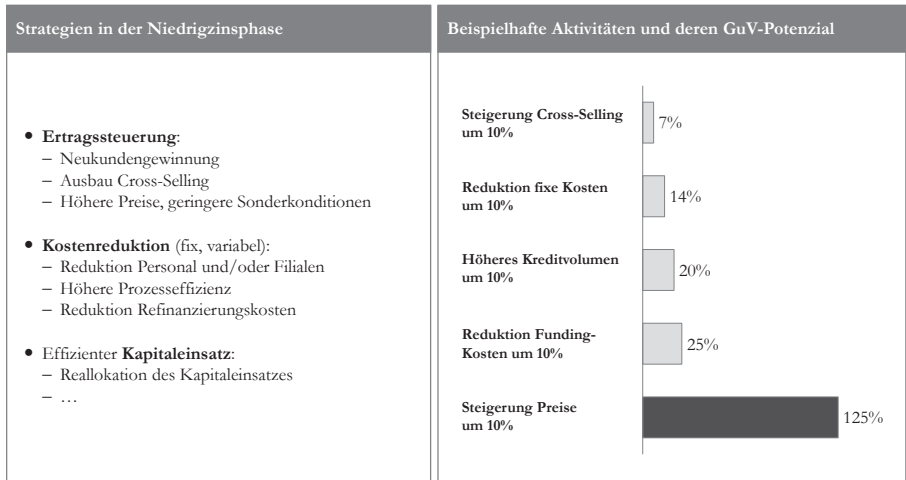 Strategien in der Niedrigzinsphase
• Ertragssteuerung:
– Neukundengewinnung
– Ausbau Cross-Selling
– Höhere Preise, geringere Sonderkonditionen
• Kostenreduktion (fix, variabel):
– Reduktion Personal und/oder Filialen
– Höhere Prozesseffizienz
– Reduktion Refinanzierungskosten
• Effizienter Kapitaleinsatz:
– Reallokation des Kapitaleinsatzes
– …
Beispielhafte Aktivitäten und deren GuV-Potenzial
Steigerung Cross-Selling
um 10%
7%
Reduktion fixe Kosten
um 10%
14%
Höheres Kreditvolumen
um 10%
20%
Reduktion Funding-
Kosten um 10%
25%
Steigerung Preise
um 10%
125%